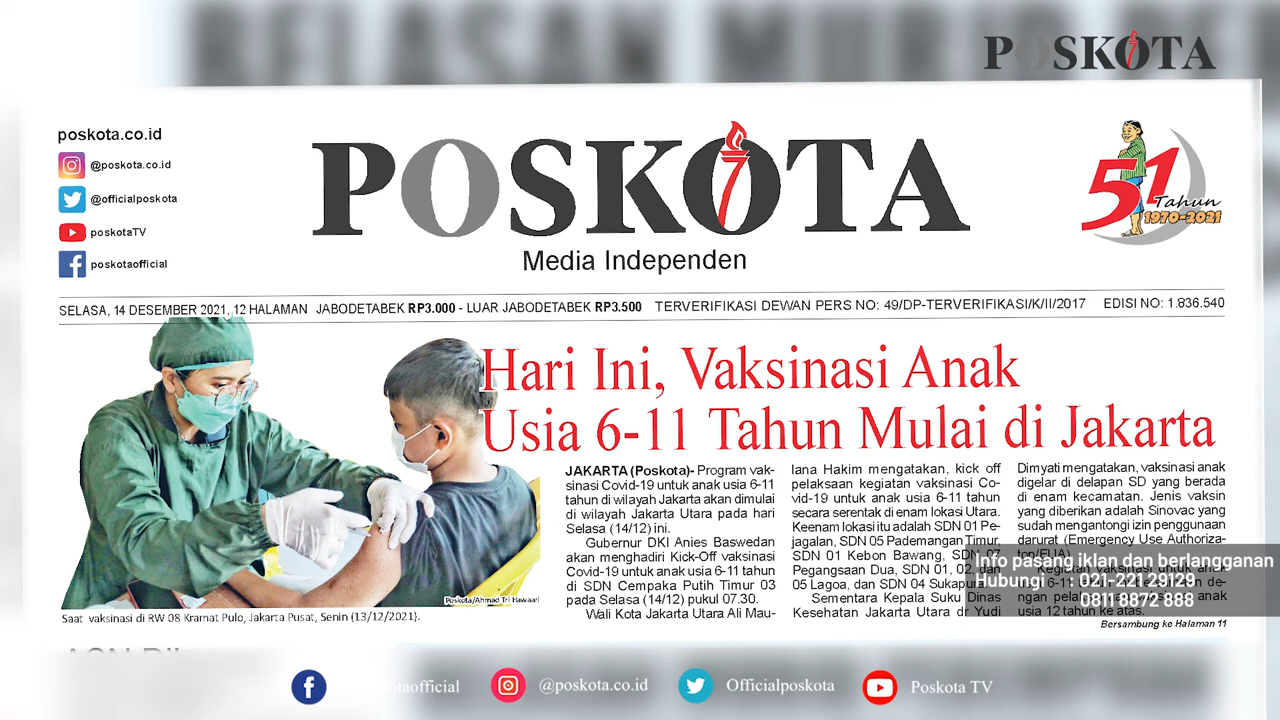 BELASAN MURID
POSKOTA
poskota.co.id
@poskota.co.id
@officialposkota
poskotaTV
poskotaofficial
POSKOTA
Media Independen
51
Tahun
1970-2021
SELASA, 14 DESEMBER 2021, 12 HALAMAN JABODETABEK RP3.000 - LUAR JABODETABEK RP3.500 TERVERIFIKASI DEWAN PERS NO: 49/DP-TERVERIFIKASI/K/II/2017 EDISI NO: 1.836.540
Hari Ini, Vaksinasi Anak
Usia 6-11 Tahun Mulai di Jakarta
JAKARTA (Poskota)- Program vak-
sinasi Covid-19 untuk anak usia 6-11
tahun di wilayah Jakarta akan dimulai
di wilayah Jakarta Utara pada hari
Selasa (14/12) ini.
Gubernur DKI Anies Baswedan
akan menghadiri Kick-Off vaksinasi
Covid-19 untuk anak usia 6-11 tahun
di SDN Cempaka Putih Timur 03
pada Selasa (14/12) pukul 07.30.
Wali Kota Jakarta Utara Ali Mau-
lana Hakim mengatakan, kick off
pelaksaan kegiatan vaksinasi Co-
vid-19 untuk anak usia 6-11 tahun
secara serentak di enam lokasi Utara.
Keenam lokasi itu adalah SDN 01 Pe-
jagalan, SDN 05 Pademangan Timur,
SDN 01 Kebon Bawang, SDN 07
Pegangsaan Dua, SDN 01, 02, dan
05 Lagoa, dan SDN 04 Sukapura.
Sementara Kepala Suku Dinas
Kesehatan Jakarta Utara dr Yudi
Dimyati mengatakan, vaksinasi anak
digelar di delapan SD yang berada
di enam kecamatan. Jenis vaksin
yang diberikan adalah Sinovac yang
sudah mengantongi izin penggunaan
darurat (Emergency Use Authoriza-
ton/EUA).
Kegiatan vaksinasi untuk anak
usia 12 tahun ke atas.
Bersambung ke Halaman 11
Info pasang iklan dan berlangganan
Hubungi : 021-221 29129
0811 8872 888
Poskota/Ahmad Tri Hawaari
Saat vaksinasi di RW 08 Kramat Pulo, Jakarta Pusat, Senin (13/12/2021).
@poskota.co.id
Officialposkota
Poskota TV